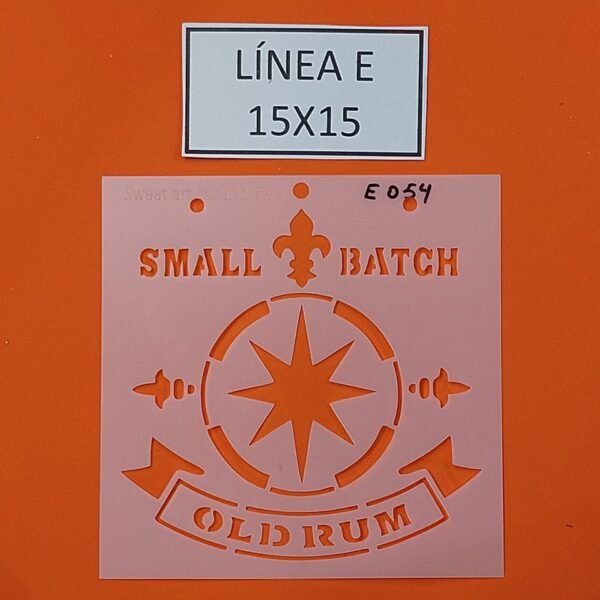 LÍNEA E
15X15
E 054
SMALL BATCH
OLD RUM